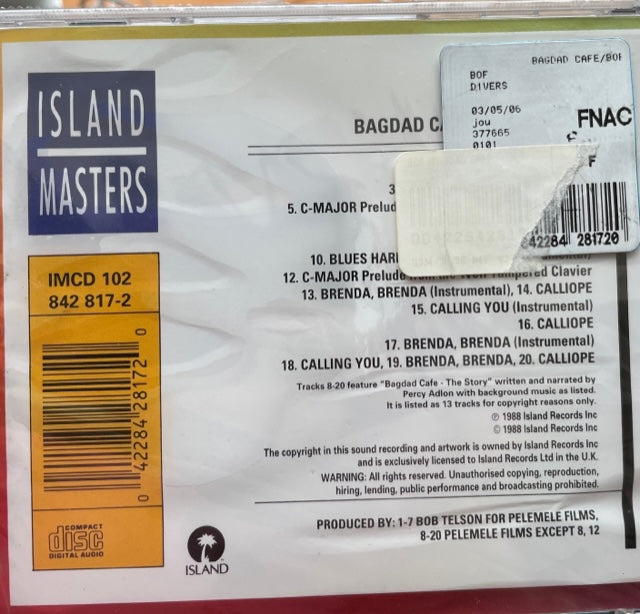 BAGDAD CAFE/BOF
BOF
DIVERS
03/05/06
jou
377665
0101
FNAC
F
42284 281720
ISLAND
MASTERS
BAGDAD
3
5. C-MAJOR Prelud
10. BLUES
12. C-MAJOR Prelude Tempered Clavier
13. BRENDA, BRENDA (Instrumental), 14. CALLIOPE
15. CALLING YOU (Instrumental)
16. CALLIOPE
17. BRENDA, BRENDA (Instrumental)
18. CALLING YOU, 19. BRENDA, BRENDA, 20. CALLIOPE
Tracks 8-20 feature "Bagdad Cafe - The Story" written and narrated by
Percy Adlon with background music as listed.
It is listed as 13 tracks for copyright reasons only.
℗ 1988 Island Records Inc
© 1988 Island Records Inc
The copyright in this sound recording and artwork is owned by Island Records Inc
and is exclusively licensed to Island Records Ltd in the U.K.
WARNING: All rights reserved. Unauthorised copying, reproduction,
hiring, lending, public performance and broadcasting prohibited.
PRODUCED BY: 1-7 BOB TELSON FOR PELEMELE FILMS,
8-20 PELEMELE FILMS EXCEPT 8, 12
IMCD 102
842 817-2
0 42284 28172 0
COMPACT
disc
DIGITAL AUDIO
ISLAND